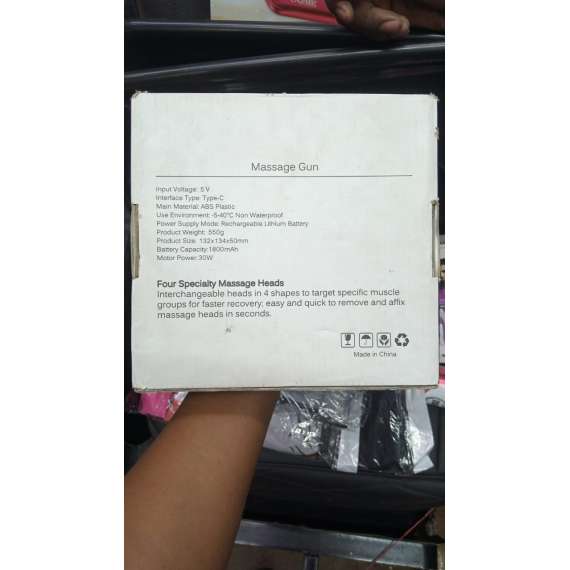 Massage Gun
Input Voltage: 5V
Interface Type: Type-C
Main Material: ABS Plastic
Use Environment: -5-40°C Non Waterproof
Power Supply Mode: Rechargeable Lithium Battery
Product Weight: 550g
Product Size: 132x134x50mm
Battery Capacity:1800mAh
Motor Power:30W
Four Specialty Massage Heads
Interchangeable heads in 4 shapes to target specific muscle
groups for faster recovery; easy and quick to remove and affix
massage heads in seconds.
Made in China